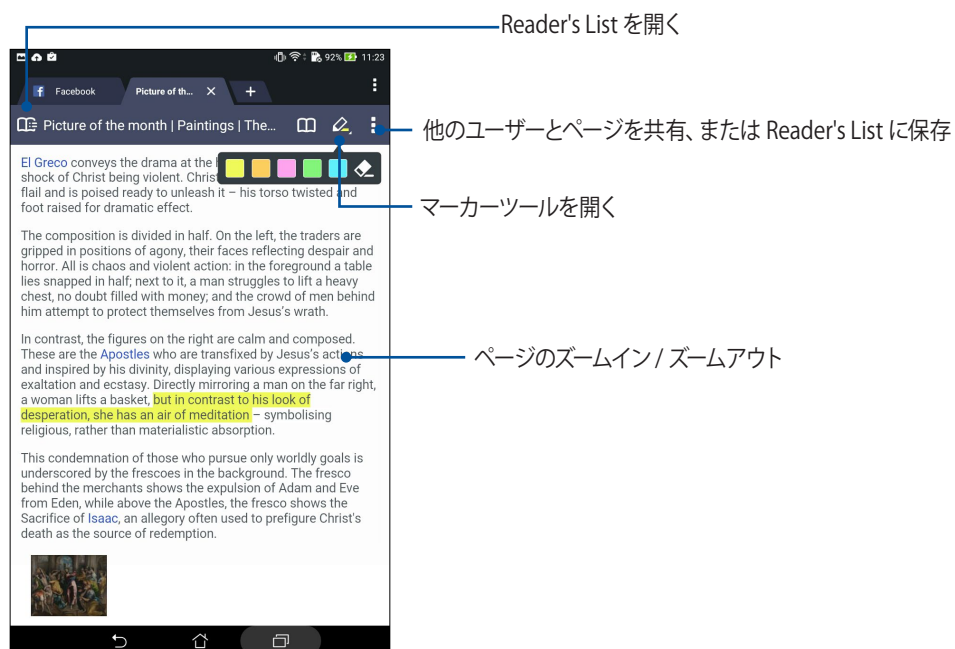 Reader's List を開く
92% 11:23
Facebook
Picture of th...
Picture of the month | Paintings | The...
他のユーザーとページを共有、または Reader's List に保存
El Greco conveys the drama at the
shock of Christ being violent. Christ
flail and is poised ready to unleash it – his torso twisted and
foot raised for dramatic effect.
マーカーツールを開く
The composition is divided in half. On the left, the traders are
gripped in positions of agony, their faces reflecting despair and
horror. All is chaos and violent action: in the foreground a table
lies snapped in half; next to it, a man struggles to lift a heavy
chest, no doubt filled with money; and the crowd of men behind
him attempt to protect themselves from Jesus's wrath.
In contrast, the figures on the right are calm and composed.
These are the Apostles who are transfixed by Jesus's actions
and inspired by his divinity, displaying various expressions of
exaltation and ecstasy. Directly mirroring a man on the far right,
a woman lifts a basket, but in contrast to his look of
desperation, she has an air of meditation – symbolising
religious, rather than materialistic absorption.
ページのズームイン / ズームアウト
This condemnation of those who pursue only worldly goals is
underscored by the frescoes in the background. The fresco
behind the merchants shows the expulsion of Adam and Eve
from Eden, while above the Apostles, the fresco shows the
Sacrifice of Isaac, an allegory often used to prefigure Christ's
death as the source of redemption.